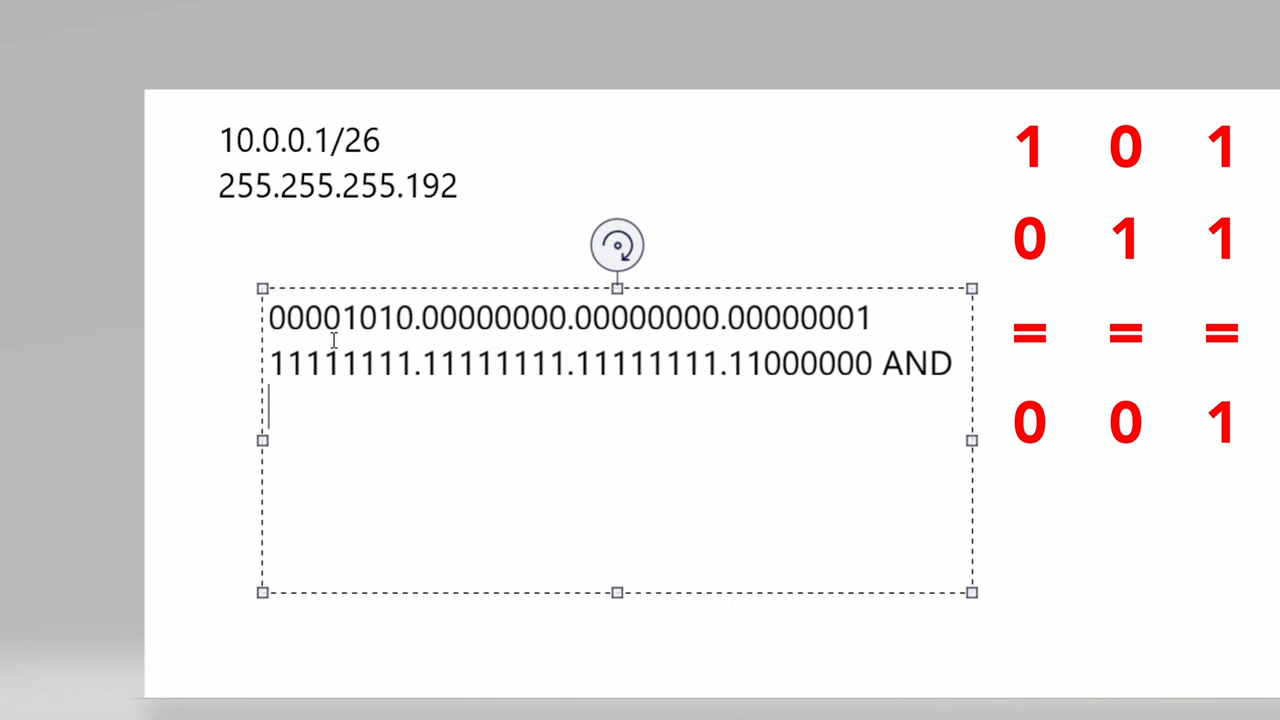 10.0.0.1/26
255.255.255.192
00001010.00000000.00000000.00000001
11111111.11111111.11111111.11000000 AND
1 0 1
0 1 1
= = =
0 0 1